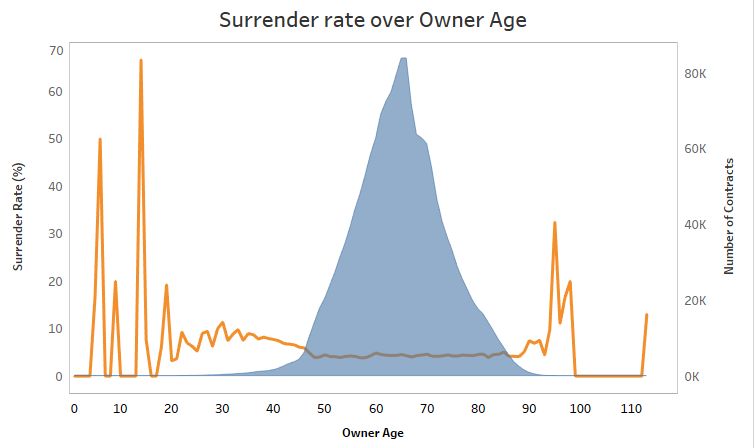 Surrender rate over Owner Age
70
60
50
40
30
20
10
0
Surrender Rate (%)
80K
60K
40K
20K
0K
Number of Contracts
0 10 20 30 40 50 60 70 80 90 100 110
Owner Age